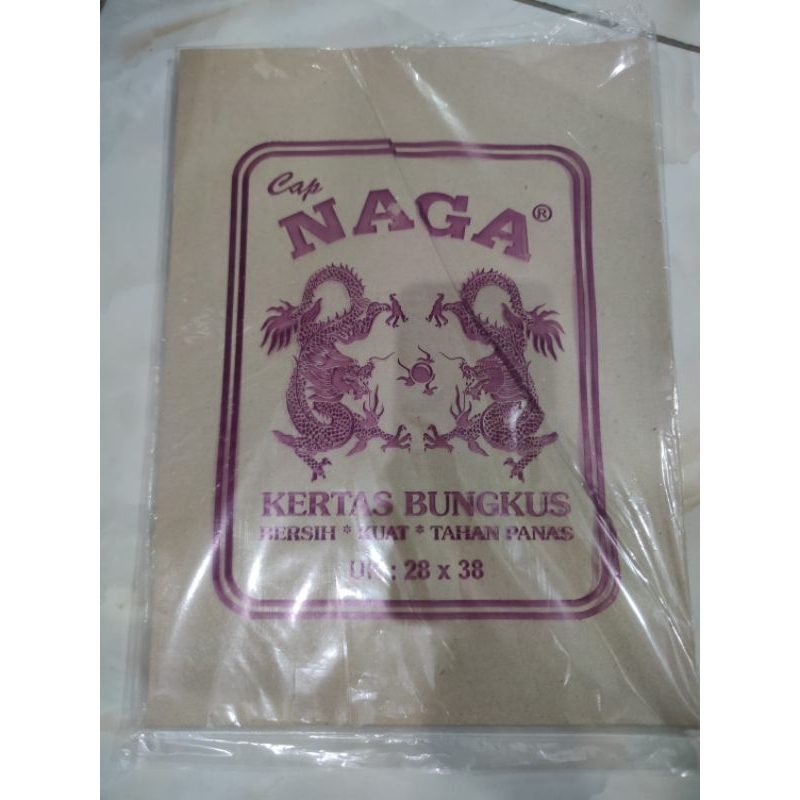 Cap
NAGA®
KERTAS BUNGKUS
BERSIH * KUAT * TAHAN PANAS
UK : 28 x 38